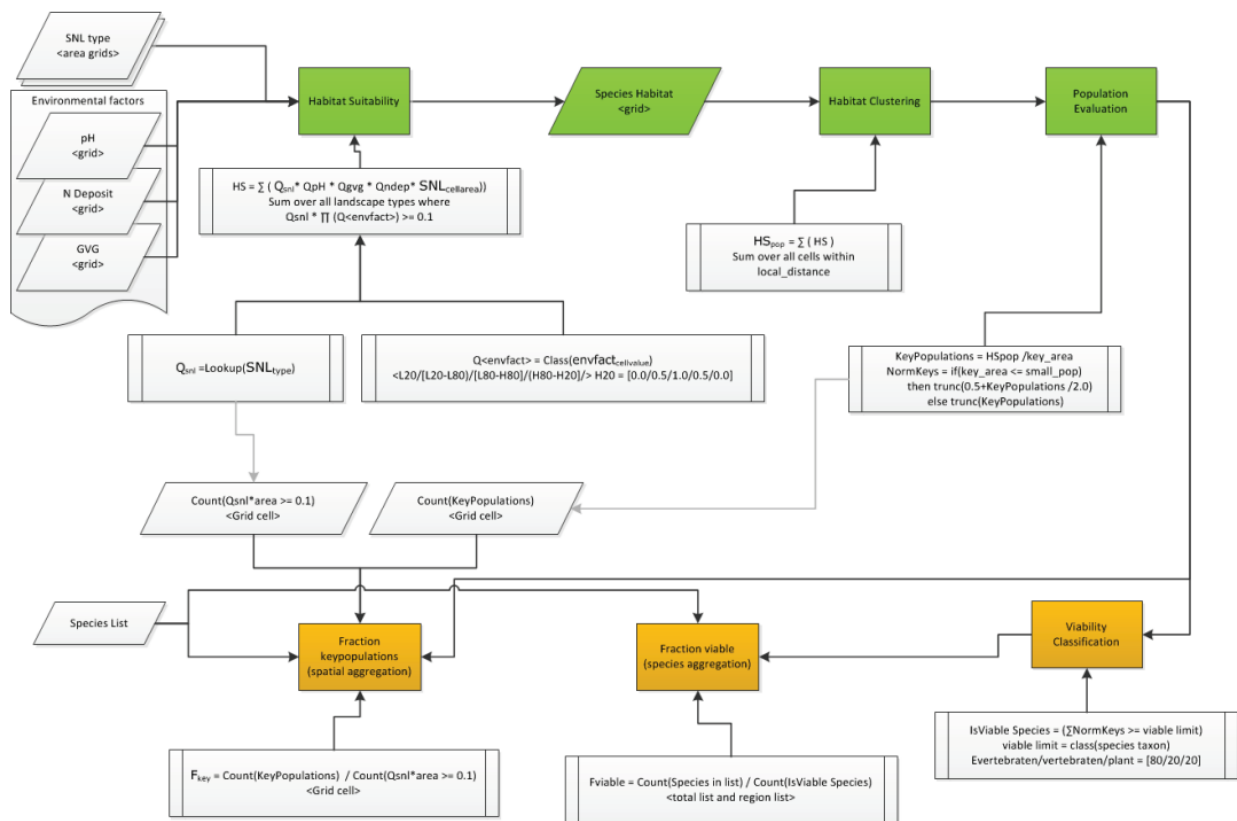 SNL type
<area grids>
Environmental factors
pH
<grid>
N Deposit
<grid>
GVG
<grid>
Habitat Suitability
Species Habitat
<grid>
Habitat Clustering
Population
Evaluation
HS = ∑ ( Qsnl* QpH * Qgvg * Qndep* SNLcellarea))
Sum over all landscape types where
Qsnl * ∏ (Q<envfact>) >= 0.1
HSpop = ∑ ( HS )
Sum over all cells within
local_distance
Qsnl =Lookup(SNLtype)
Q<envfact> = Class(envfactcellvalue)
<L20/[L20-L80)/[L80-H80]/(H80-H20]/> H20 = [0.0/0.5/1.0/0.5/0.0]
KeyPopulations = HSpop /key_area
NormKeys = if(key_area <= small_pop)
then trunc(0.5+KeyPopulations /2.0)
else trunc(KeyPopulations)
Count(Qsnl*area >= 0.1)
<Grid cell>
Count(KeyPopulations)
<Grid cell>
Species List
Fraction
keypopulations
(spatial aggregation)
Fraction viable
(species aggregation)
Viability
Classification
Fkey = Count(KeyPopulations) / Count(Qsnl*area >= 0.1)
<Grid cell>
Fviable = Count(Species in list) / Count(IsViable Species)
<total list and region list>
IsViable Species = (∑NormKeys >= viable limit)
viable limit = class(species taxon)
Evertebraten/vertebraten/plant = [80/20/20]